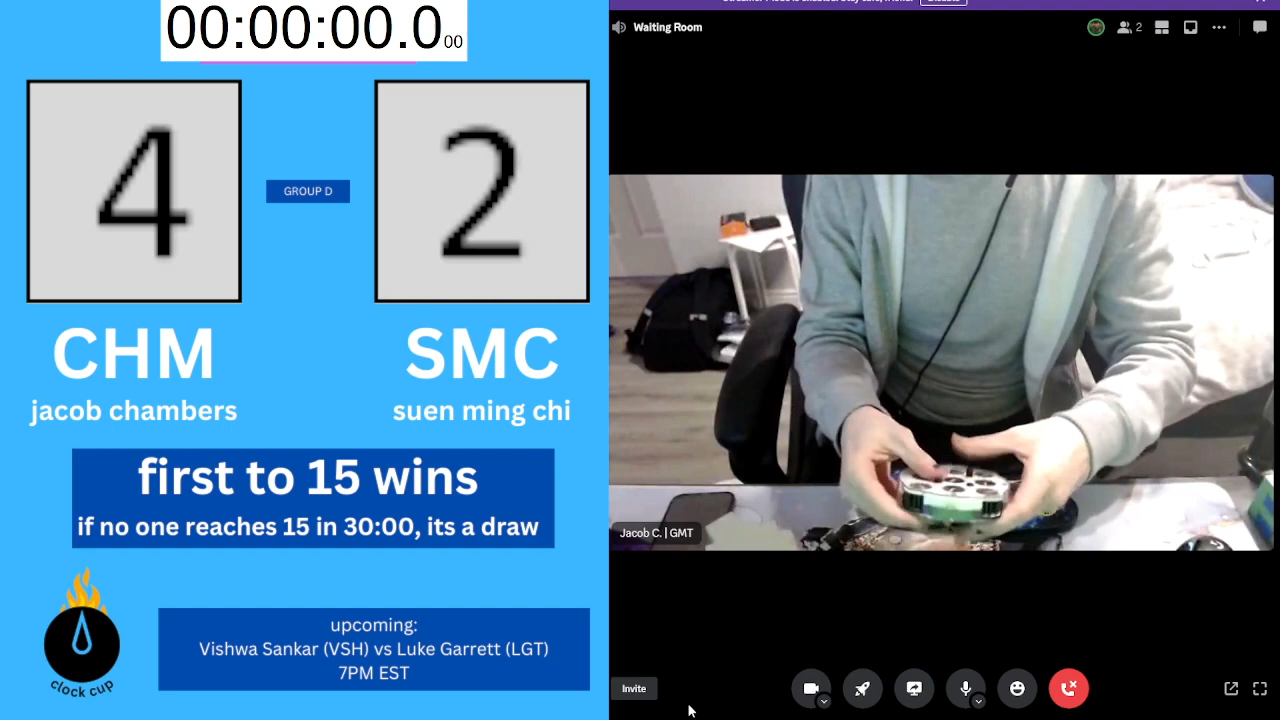 00:00:00.000
4
2
GROUP D
CHM
SMC
jacob chambers
suen ming chi
first to 15 wins
if no one reaches 15 in 30:00, its a draw
clock cup
upcoming:
Vishwa Sankar (VSH) vs Luke Garrett (LGT)
7PM EST
Waiting Room
2
Jacob C. | GMT
Invite